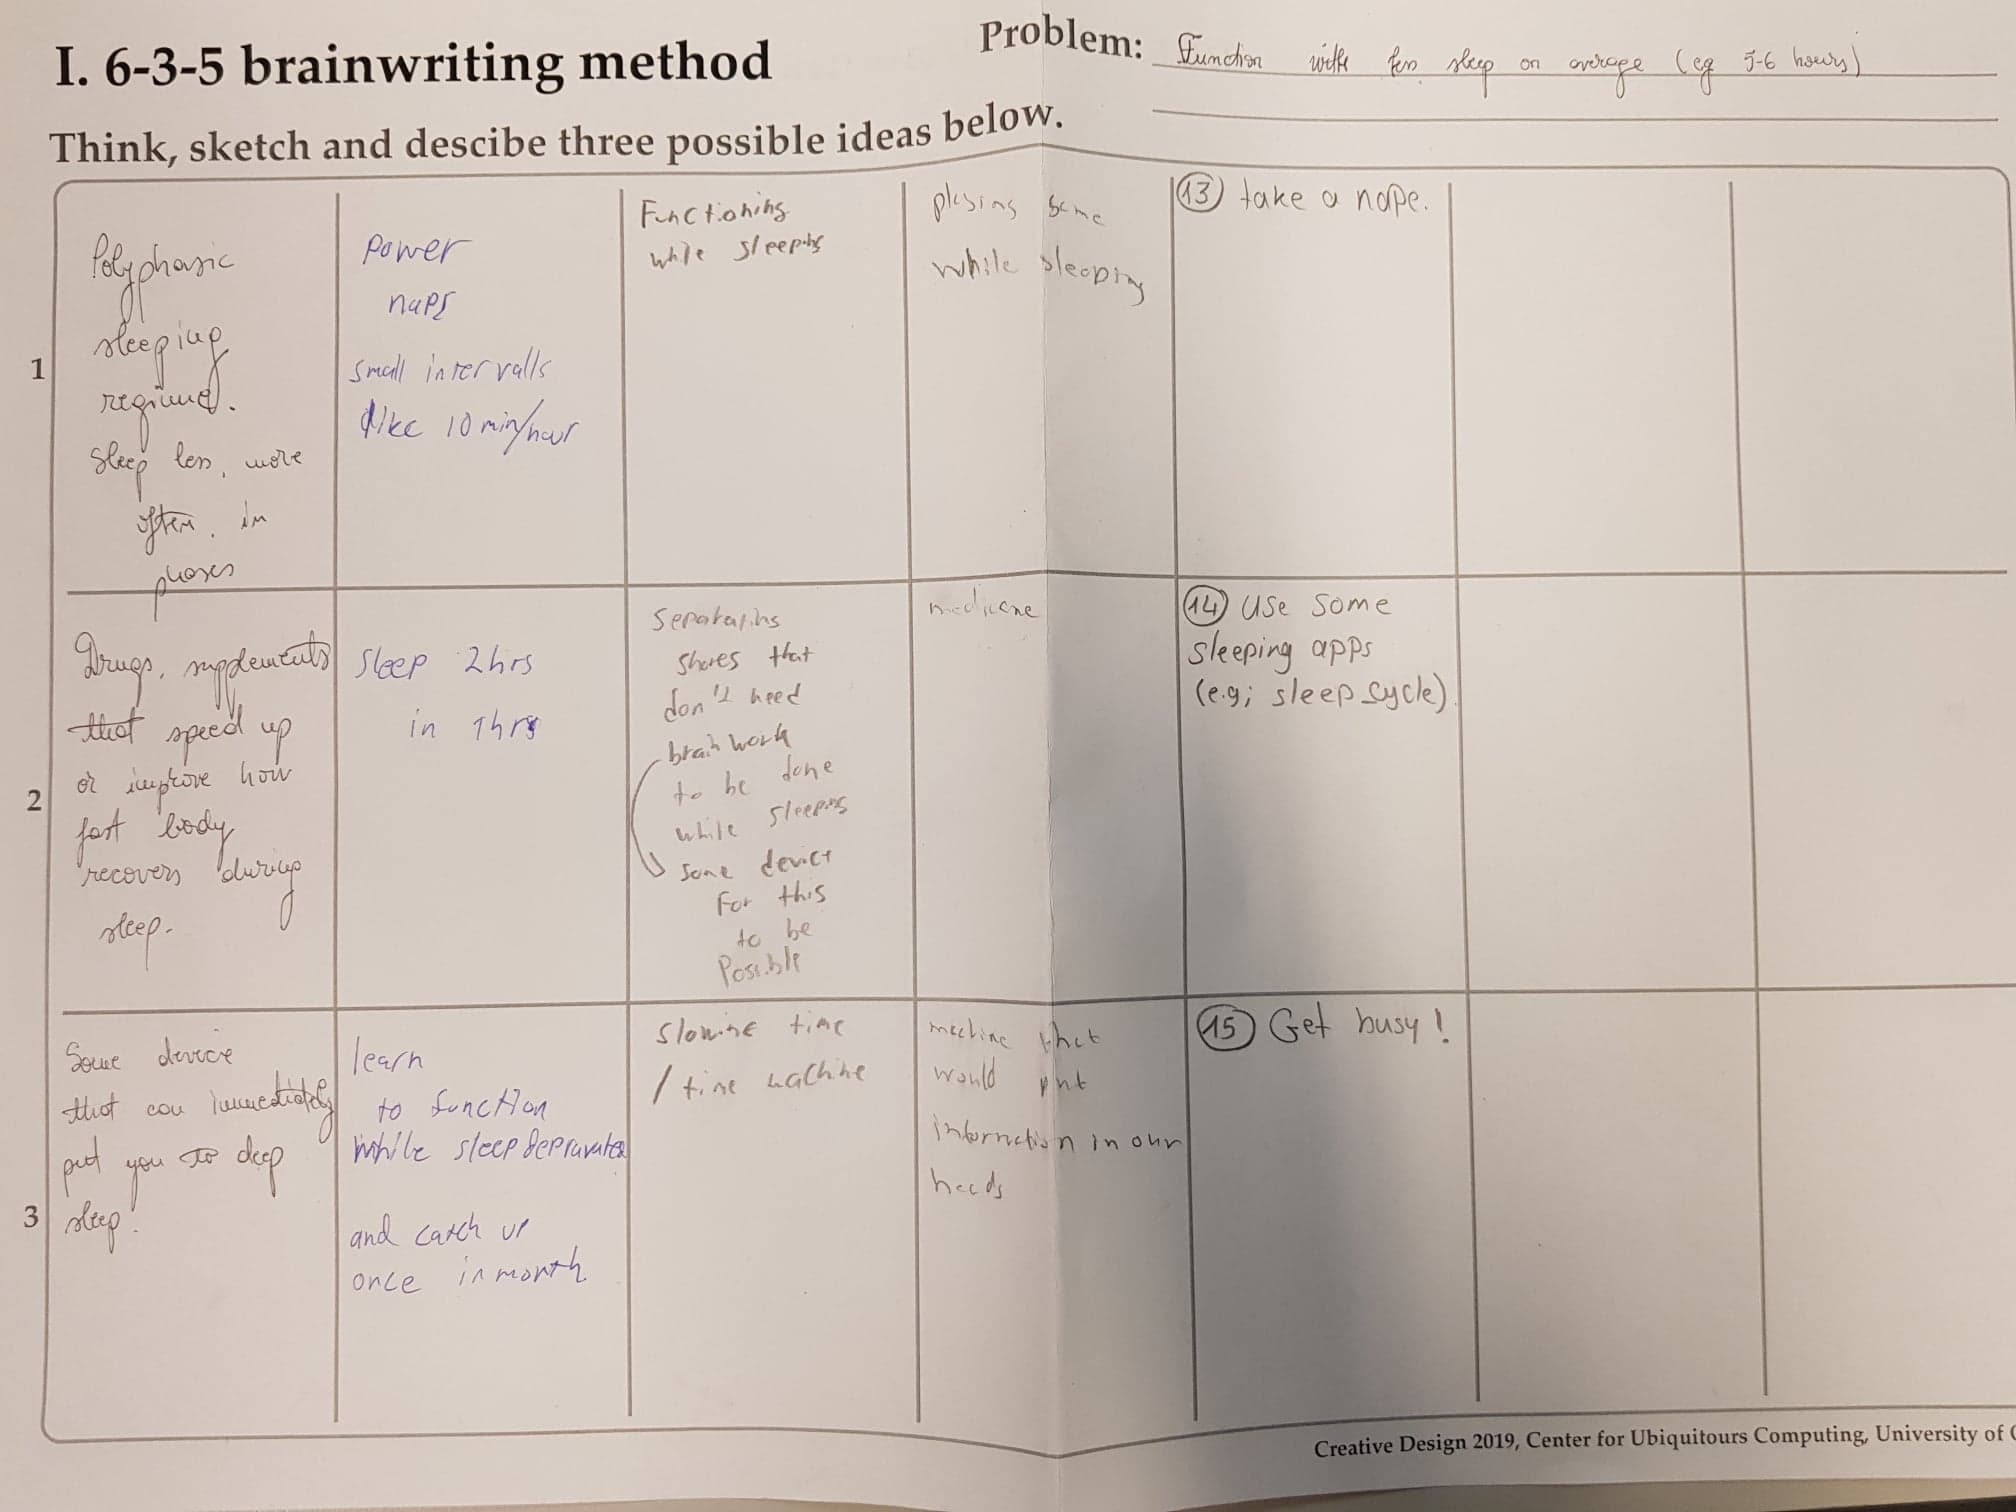 I. 6-3-5 brainwriting method
Problem: Function with less sleep on average (eg 5-6 hours)
Think, sketch and descibe three possible ideas below.
1
Polyphasic
sleeping
regimed.
Sleep less, more
often, in
phases
Power
naps
small intervalls
like 10 min/hour
Functioning
while sleeping
playing game
while sleeping
13 take a nape.
2
Drugs, supplements
that speed up
or improve how
fast body
recovers during
sleep.
sleep 2hrs
in 1hrs
Separating
shores that
don't need
brain work
to be done
while sleeping
some device
For this
to be
Possible
medicene
14 use some
sleeping apps
(e.g; sleep cycle)
3
Some device
that can immediately
put you to deep
sleep.
learn
to function
while sleep depravated
and catch up
once in month
Slowing time
/ time machine
mechine that
would put
information in our
heads
15 Get busy!
Creative Design 2019, Center for Ubiquitours Computing, University of